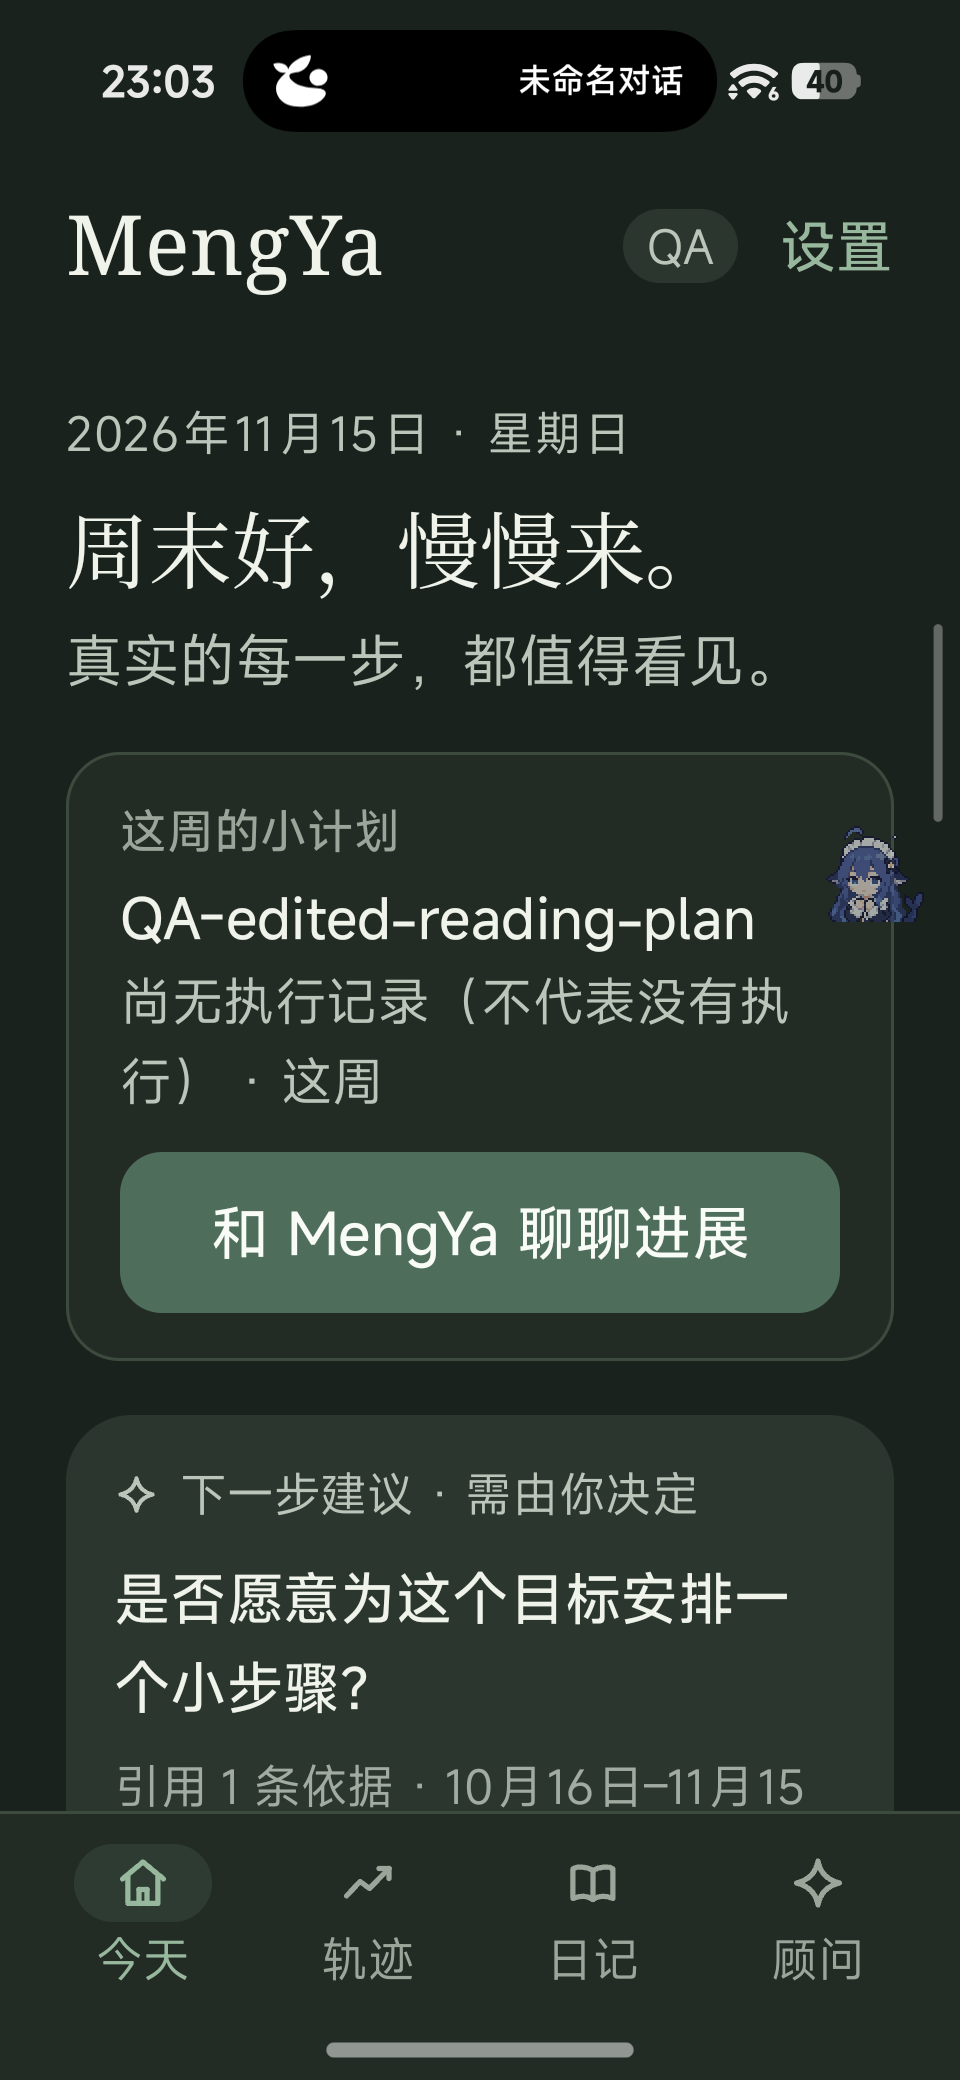 23:03
未命名对话
6
40
MengYa
QA
设置
2026年11月15日 · 星期日
周末好，慢慢来。
真实的每一步，都值得看见。
这周的小计划
QA-edited-reading-plan
尚无执行记录（不代表没有执
行） · 这周
和 MengYa 聊聊进展
下一步建议 · 需由你决定
是否愿意为这个目标安排一
个小步骤？
引用 1 条依据 · 10月16日–11月15
今天
轨迹
日记
顾问